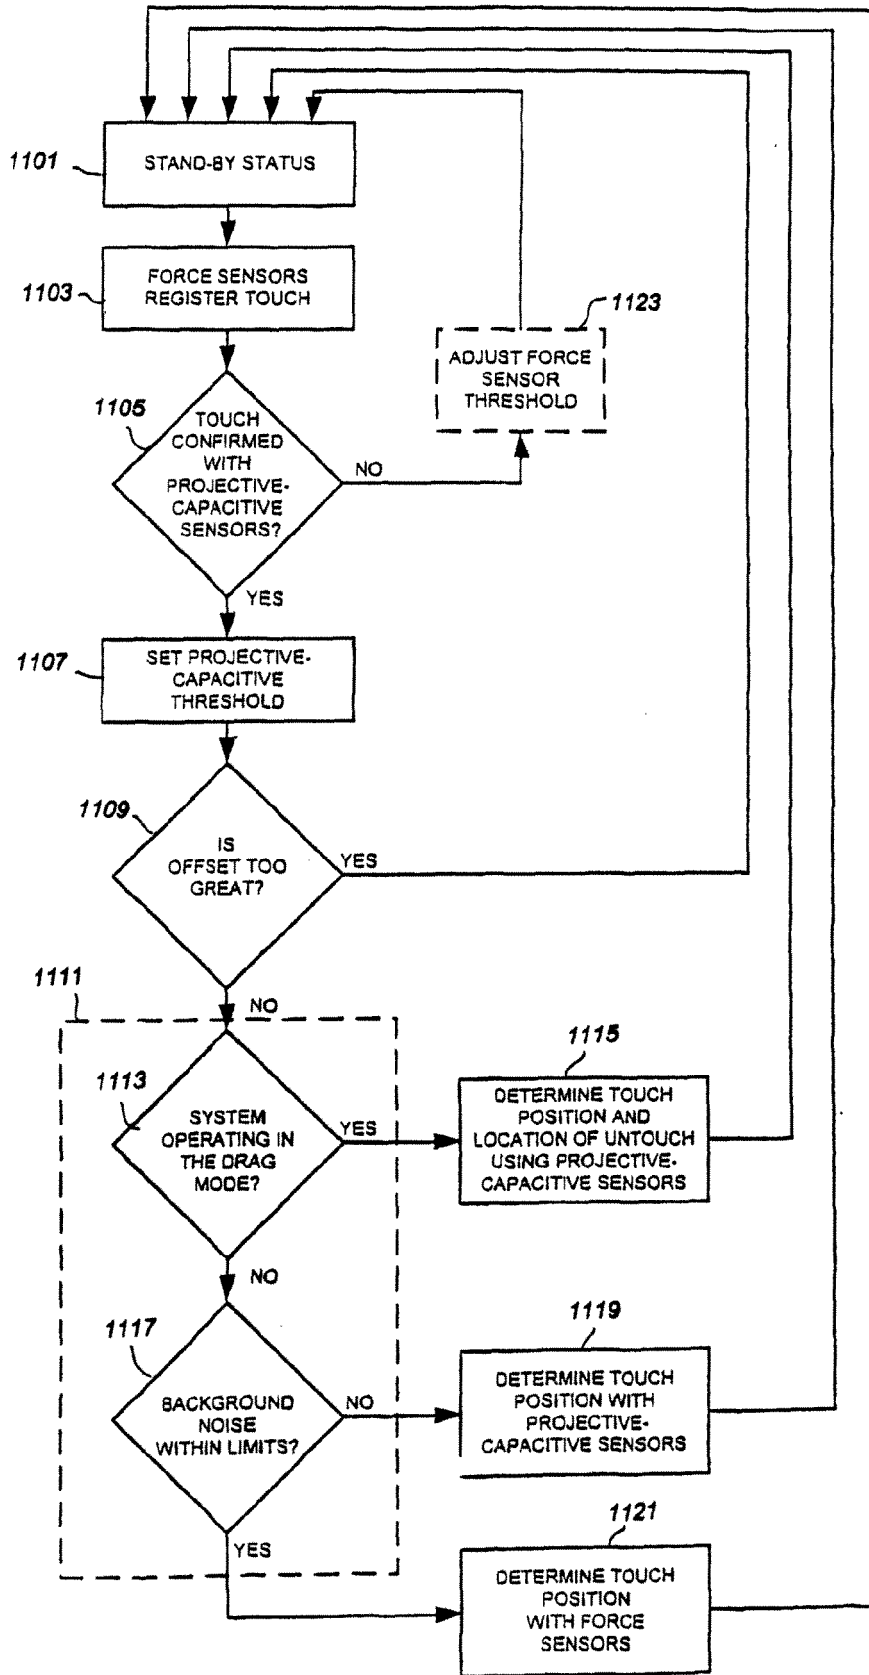 1101
STAND-BY STATUS
1103
FORCE SENSORS
REGISTER TOUCH
1123
ADJUST FORCE
SENSOR
THRESHOLD
1105
TOUCH
CONFIRMED
WITH
PROJECTIVE-
CAPACITIVE
SENSORS?
NO
YES
1107
SET PROJECTIVE-
CAPACITIVE
THRESHOLD
1109
IS
OFFSET TOO
GREAT?
YES
NO
1111
1113
SYSTEM
OPERATING IN
THE DRAG
MODE?
YES
1115
DETERMINE TOUCH
POSITION AND
LOCATION OF UNTOUCH
USING PROJECTIVE-
CAPACITIVE SENSORS
NO
1117
BACKGROUND
NOISE
WITHIN LIMITS?
NO
1119
DETERMINE TOUCH
POSITION WITH
PROJECTIVE-
CAPACITIVE SENSORS
YES
1121
DETERMINE TOUCH
POSITION
WITH FORCE
SENSORS